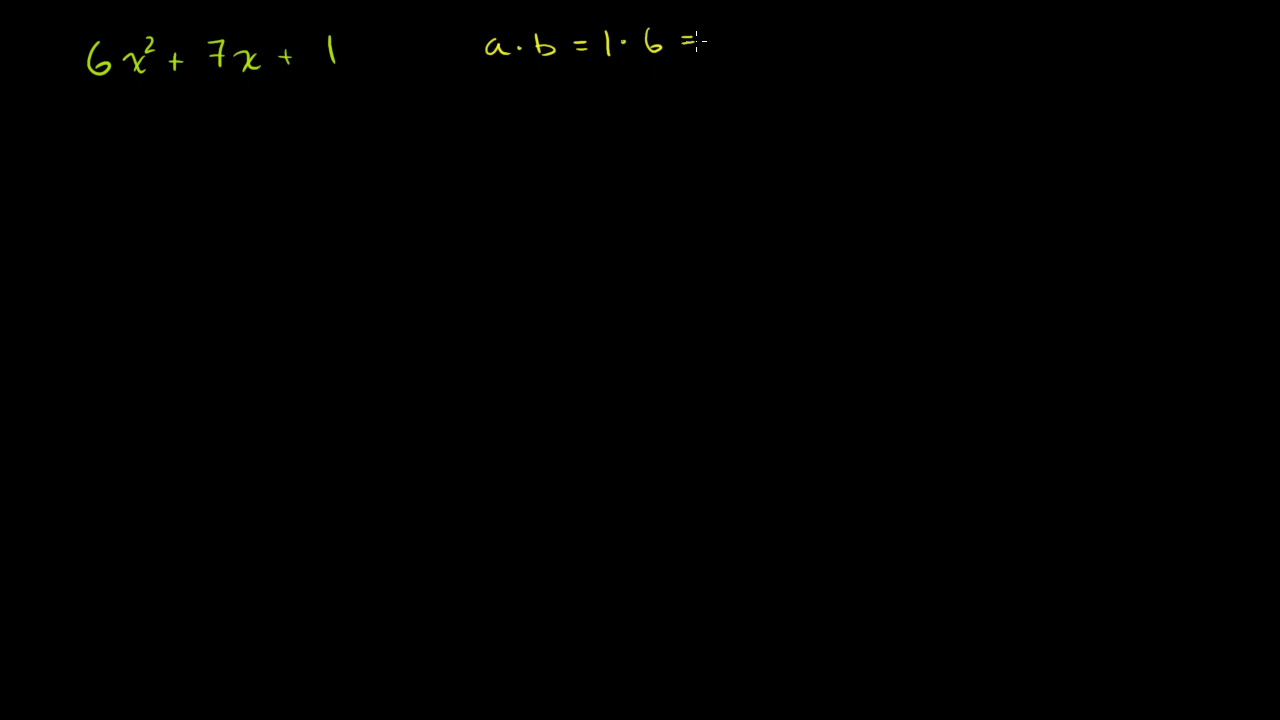 6x² + 7x + 1
a · b = 1 · 6 =